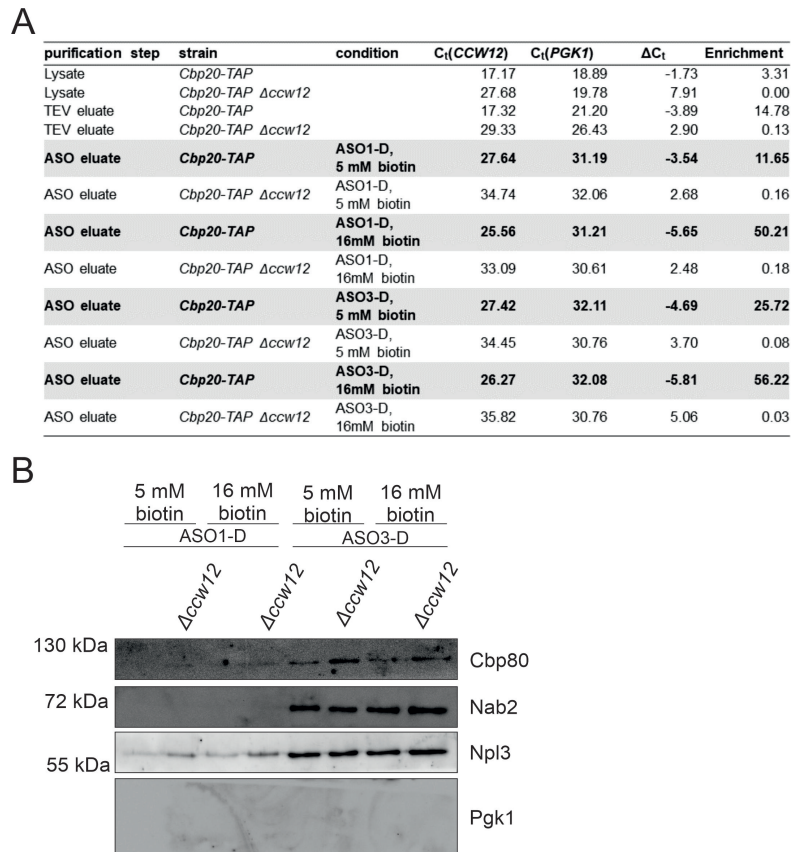 A
purification step strain condition Ct(CCW12) Ct(PGK1) ΔCt Enrichment
Lysate Cbp20-TAP 17.17 18.89 -1.73 3.31
Lysate Cbp20-TAP Δccw12 27.68 19.78 7.91 0.00
TEV eluate Cbp20-TAP 17.32 21.20 -3.89 14.78
TEV eluate Cbp20-TAP Δccw12 29.33 26.43 2.90 0.13
ASO eluate Cbp20-TAP ASO1-D, 27.64 31.19 -3.54 11.65
5 mM biotin
ASO eluate Cbp20-TAP Δccw12 ASO1-D, 34.74 32.06 2.68 0.16
5 mM biotin
ASO eluate Cbp20-TAP ASO1-D, 25.56 31.21 -5.65 50.21
16mM biotin
ASO eluate Cbp20-TAP Δccw12 ASO1-D, 33.09 30.61 2.48 0.18
16mM biotin
ASO eluate Cbp20-TAP ASO3-D, 27.42 32.11 -4.69 25.72
5 mM biotin
ASO eluate Cbp20-TAP Δccw12 ASO3-D, 34.45 30.76 3.70 0.08
5 mM biotin
ASO eluate Cbp20-TAP ASO3-D, 26.27 32.08 -5.81 56.22
16mM biotin
ASO eluate Cbp20-TAP Δccw12 ASO3-D, 35.82 30.76 5.06 0.03
16mM biotin
B
5 mM 16 mM 5 mM 16 mM
biotin biotin biotin biotin
ASO1-D ASO3-D
Δccw12 Δccw12 Δccw12 Δccw12
130 kDa Cbp80
72 kDa Nab2
Npl3
55 kDa
Pgk1